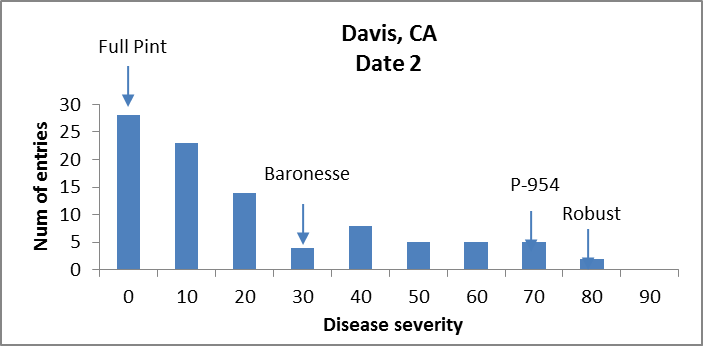 Davis, CA
Date 2
Full Pint
Baronesse
P-954
Robust
Num of entries
30
25
20
15
10
5
0
0 10 20 30 40 50 60 70 80 90
Disease severity